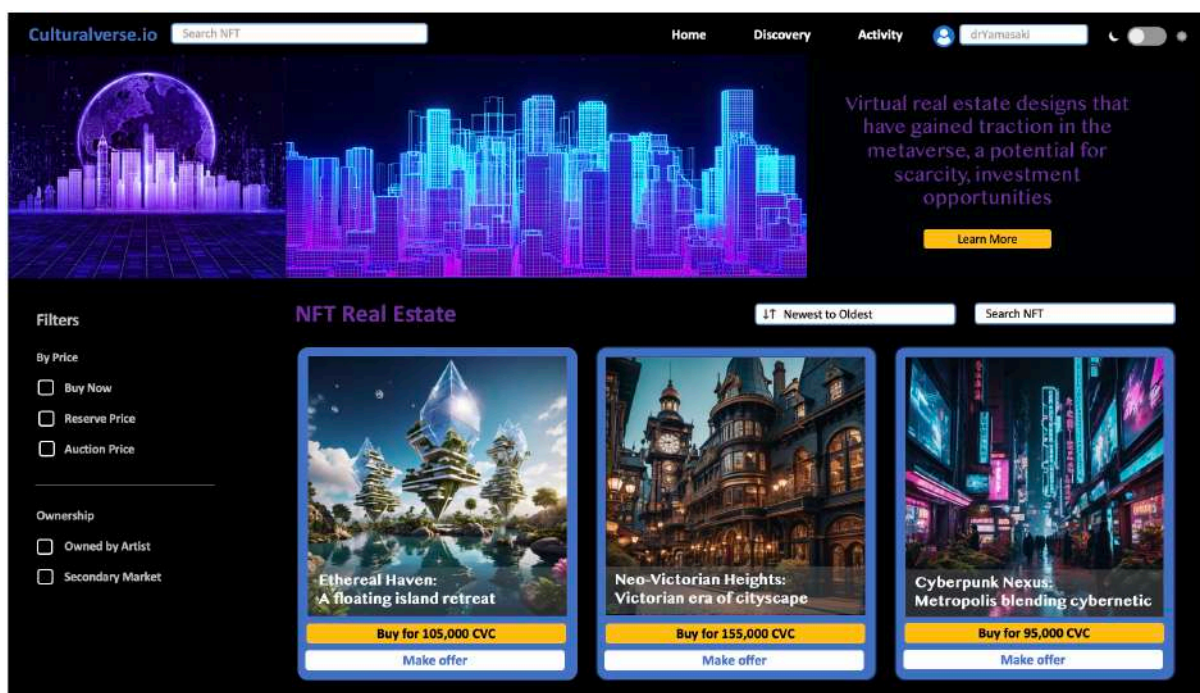 Culturalverse.io
Search NFT
Home
Discovery
Activity
drYamasaki
Virtual real estate designs that
have gained traction in the
metaverse, a potential for
scarcity, investment
opportunities
Learn More
Filters
By Price
Buy Now
Reserve Price
Auction Price
Ownership
Owned by Artist
Secondary Market
NFT Real Estate
↓↑ Newest to Oldest
Search NFT
Ethereal Haven:
A floating island retreat
Buy for 105,000 CVC
Make offer
Neo-Victorian Heights:
Victorian era of cityscape
Buy for 155,000 CVC
Make offer
Cyberpunk Nexus:
Metropolis blending cybernetic
Buy for 95,000 CVC
Make offer